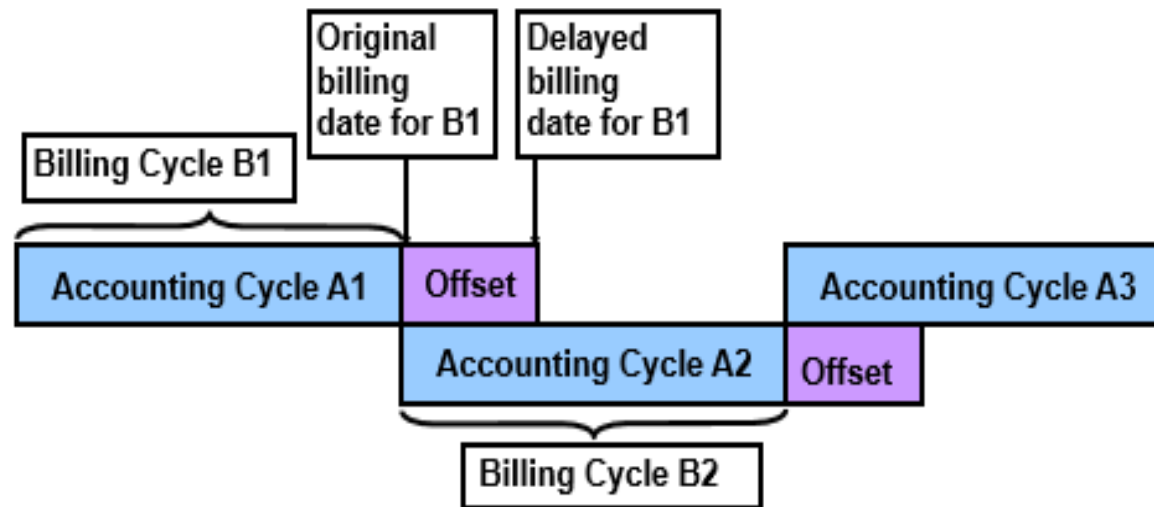 Original
billing
date for B1
Delayed
billing
date for B1
Billing Cycle B1
Accounting Cycle A1
Offset
Accounting Cycle A3
Accounting Cycle A2
Offset
Billing Cycle B2